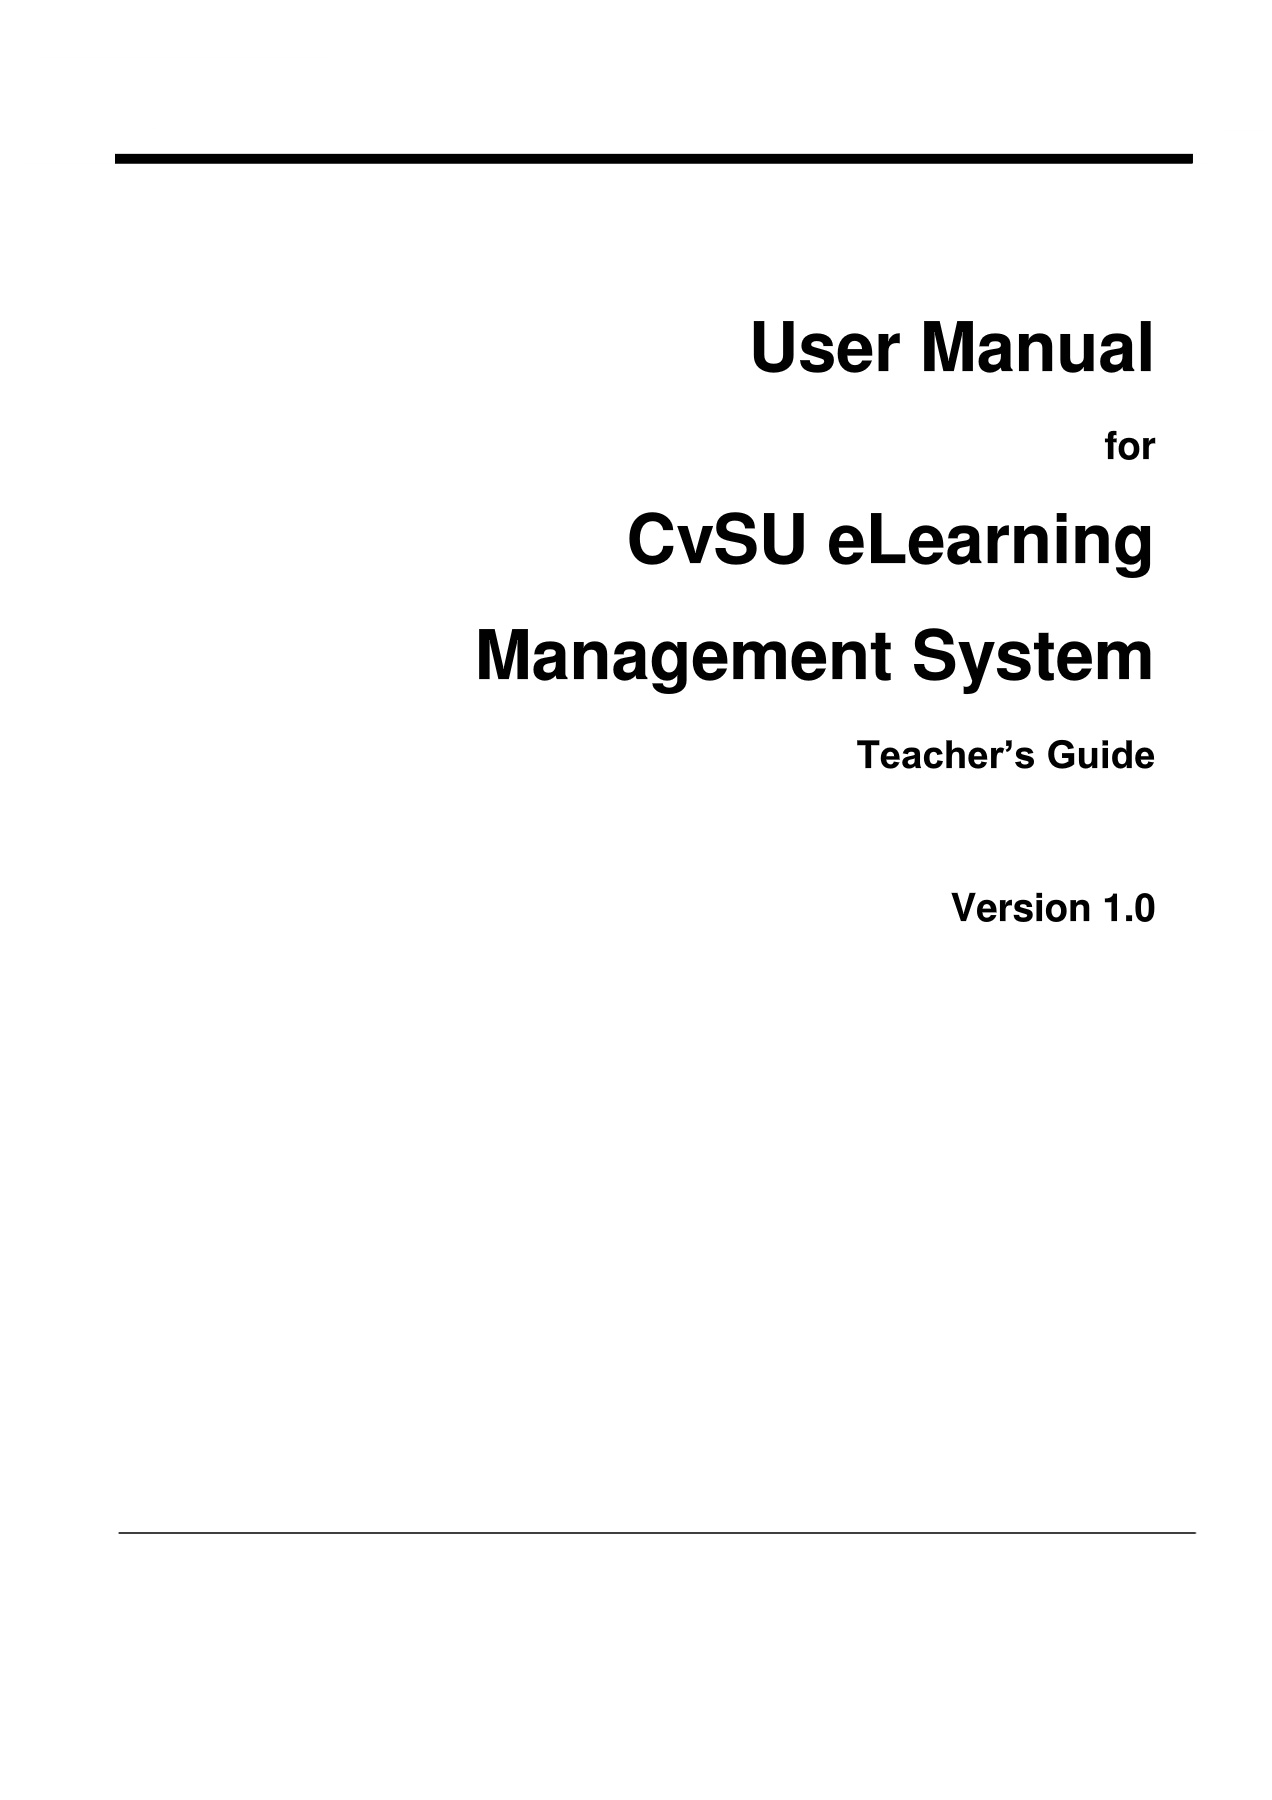 User Manual
for
CvSU eLearning
Management System
Teacher’s Guide
Version 1.0